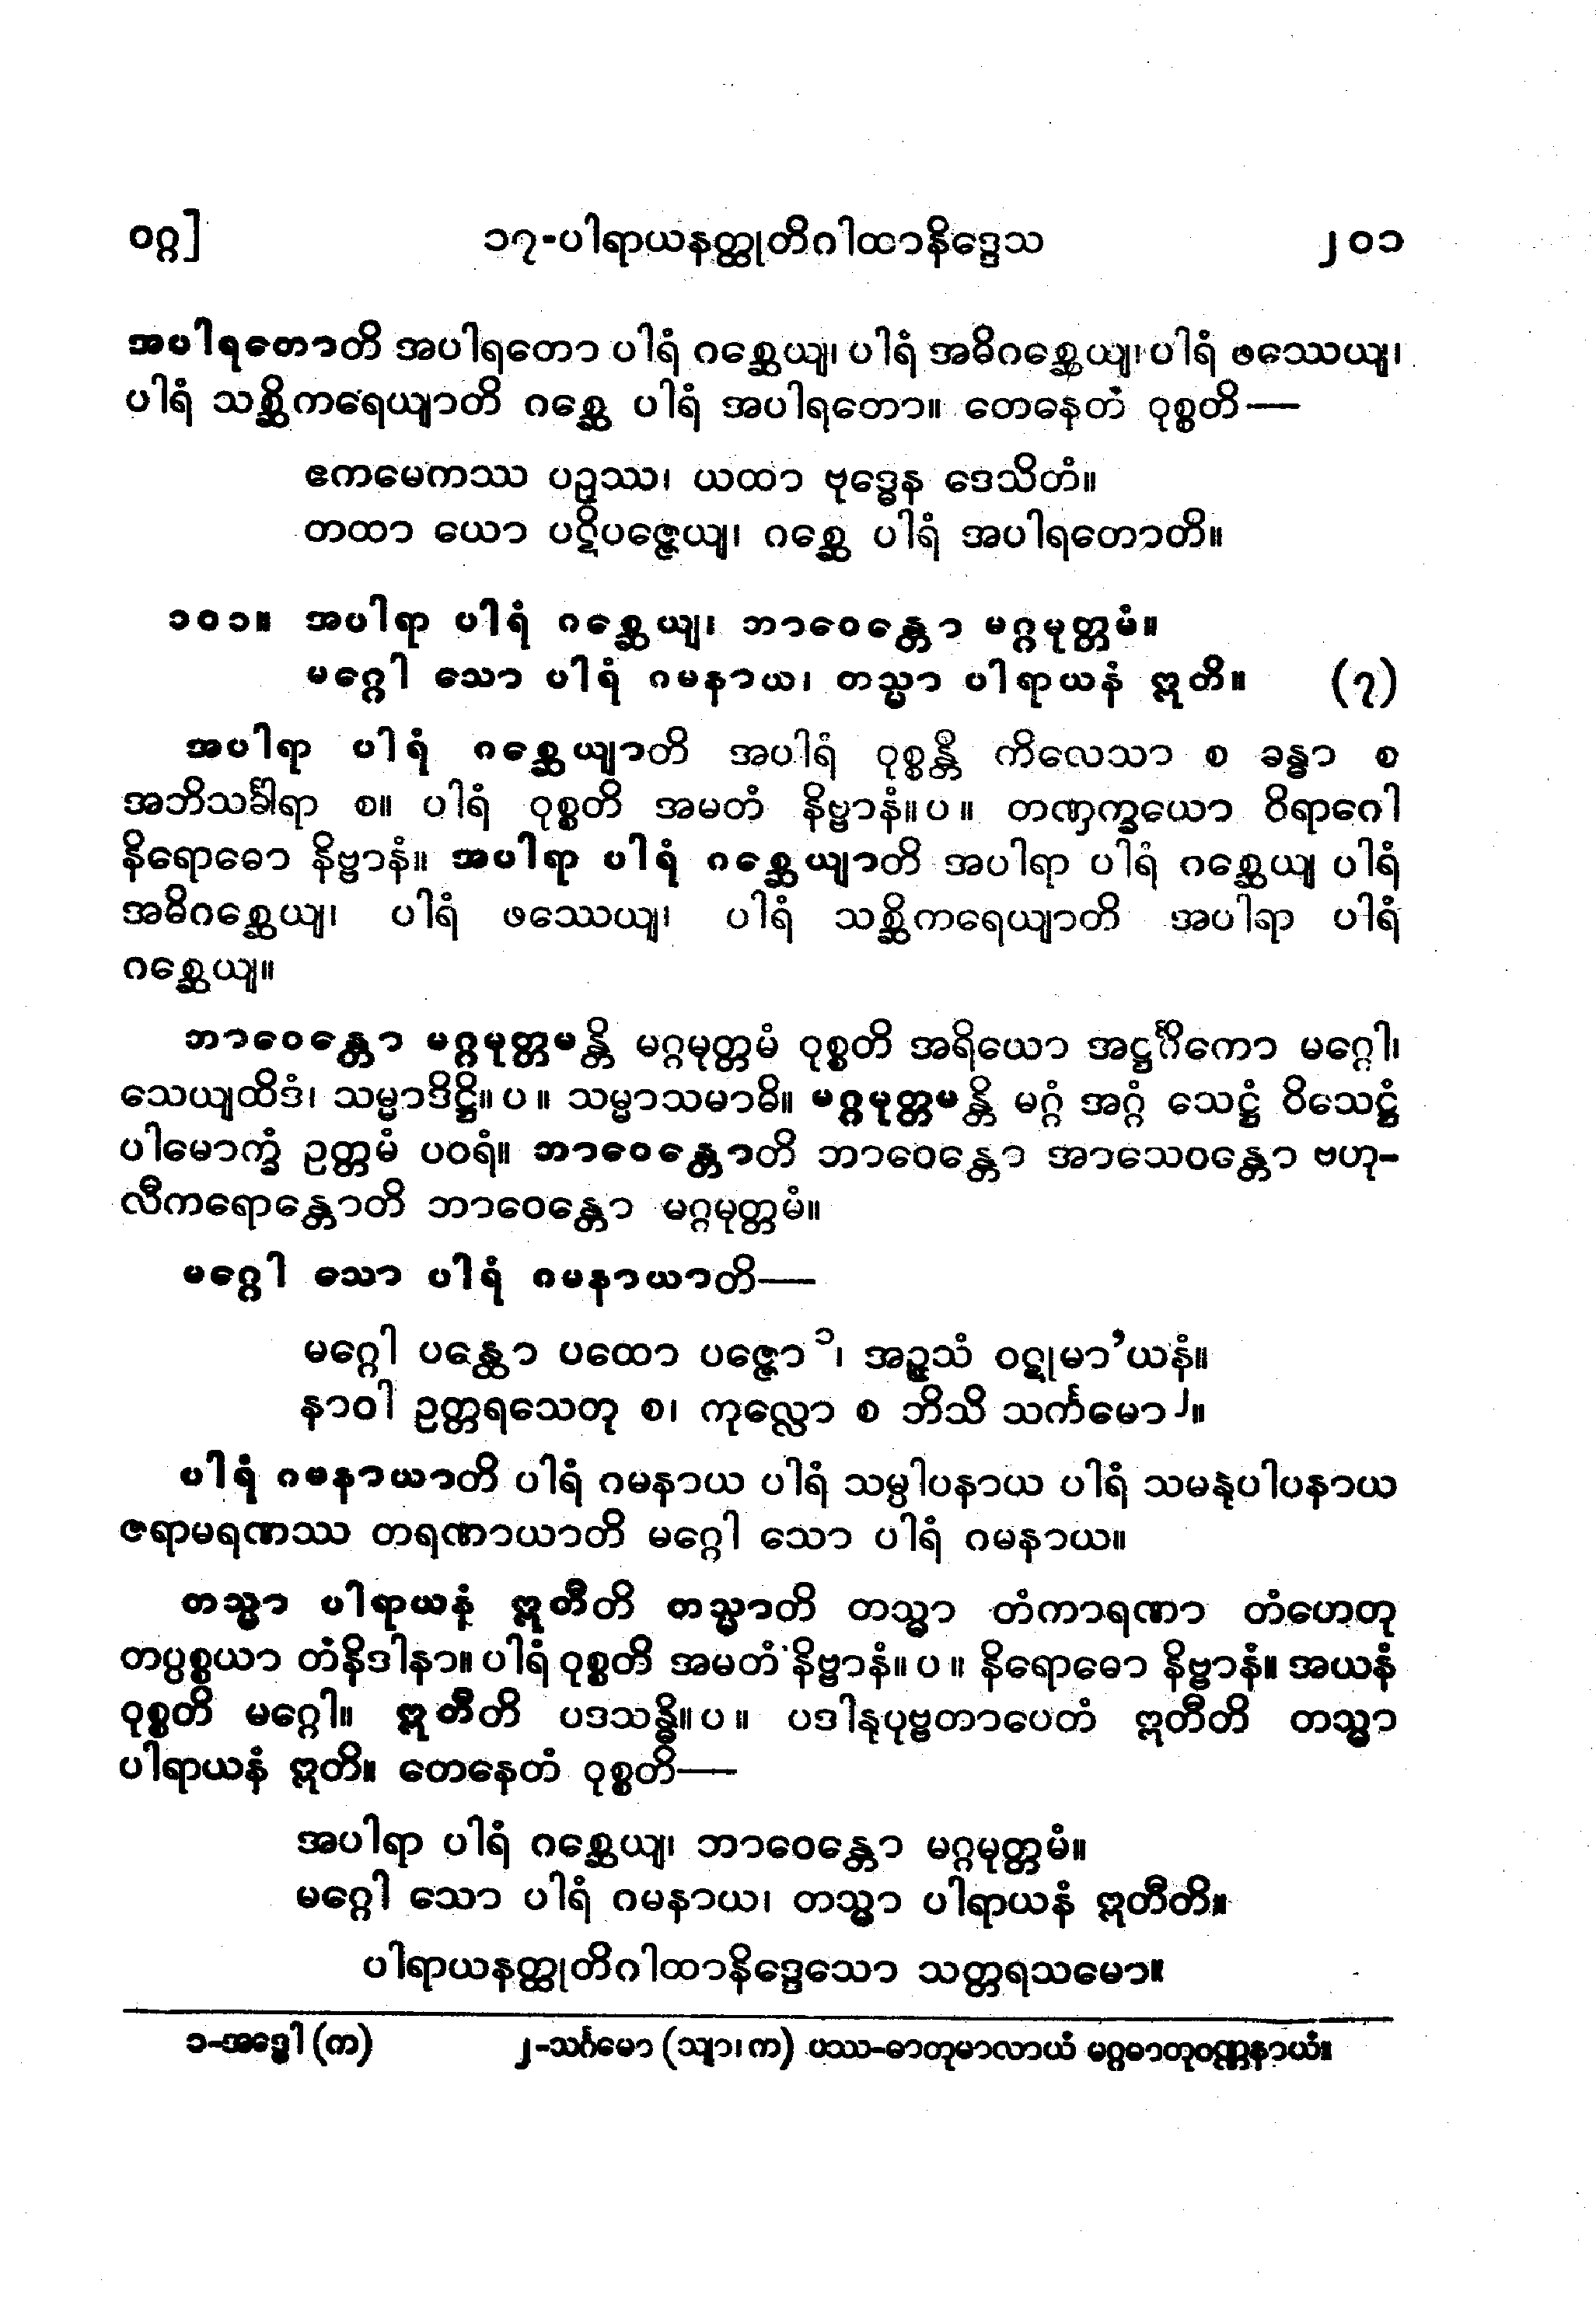 ဝဂ္ဂ] ၁၇-ပါရာယနတ္ထုတိဂါထာနိဒ္ဒေသ ၂၀၁
အပါရတောတိ အပါရတော ပါရံ ဂစ္ဆေယျ၊ ပါရံ အဓိဂစ္ဆေယျ၊ ပါရံ ဖဿေယျ၊
ပါရံ သစ္ဆိကရေယျာတိ ဂစ္ဆေ ပါရံ အပါရတော။ တေနေတံ ဝုစ္စတိ—
ဧကမေကဿ ပဉှဿ၊ ယထာ ဗုဒ္ဓေန ဒေသိတံ။
တထာ ယော ပဋိပဇ္ဇေယျ၊ ဂစ္ဆေ ပါရံ အပါရတောတိ။
၁၀၁။ အပါရာ ပါရံ ဂစ္ဆေယျ၊ ဘာဝေန္တော မဂ္ဂမုတ္တမံ။
မဂ္ဂေါ သော ပါရံ ဂမနာယ၊ တသ္မာ ပါရာယနံ ဣတိ။ (၇)
အပါရာ ပါရံ ဂစ္ဆေယျာတိ အပါရံ ဝုစ္စန္တိ ကိလေသာ စ ခန္ဓာ စ
အဘိသင်္ခါရာ စ။ ပါရံ ဝုစ္စတိ အမတံ နိဗ္ဗာနံ။ပ။ တဏှက္ခယော ဝိရာဂေါ
နိရောဓော နိဗ္ဗာနံ။ အပါရာ ပါရံ ဂစ္ဆေယျာတိ အပါရာ ပါရံ ဂစ္ဆေယျ ပါရံ
အဓိဂစ္ဆေယျ၊ ပါရံ ဖဿေယျ၊ ပါရံ သစ္ဆိကရေယျာတိ အပါရာ ပါရံ
ဂစ္ဆေယျ။
ဘာဝေန္တော မဂ္ဂမုတ္တမန္တိ မဂ္ဂမုတ္တမံ ဝုစ္စတိ အရိယော အဋ္ဌင်္ဂိကော မဂ္ဂေါ၊
သေယျထိဒံ၊ သမ္မာဒိဋ္ဌိ။ပ။ သမ္မာသမာဓိ။ မဂ္ဂမုတ္တမန္တိ မဂ္ဂံ အဂ္ဂံ သေဋ္ဌံ ဝိသေဋ္ဌံ
ပါမောက္ခံ ဥတ္တမံ ပဝရံ။ ဘာဝေန္တောတိ ဘာဝေန္တော အာသေဝန္တော ဗဟု-
လီကရောန္တောတိ ဘာဝေန္တော မဂ္ဂမုတ္တမံ။
မဂ္ဂေါ သော ပါရံ ဂမနာယာတိ—
မဂ္ဂေါ ပန္ထော ပထော ပဇ္ဇော၁၊ အဉ္ဇသံ ဝဋုမာ’ယနံ။
နာဝါ ဥတ္တရသေတု စ၊ ကုလ္လော စ ဘိသိ သင်္ကမော၂။
ပါရံ ဂမနာယာတိ ပါရံ ဂမနာယ ပါရံ သမ္ပါပနာယ ပါရံ သမနုပါပနာယ
ဇရာမရဏဿ တရဏာယာတိ မဂ္ဂေါ သော ပါရံ ဂမနာယ။
တသ္မာ ပါရာယနံ ဣတီတိ တသ္မာတိ တသ္မာ တံကာရဏာ တံဟေတု
တပ္ပစ္စယာ တံနိဒါနာ။ ပါရံ ဝုစ္စတိ အမတံ နိဗ္ဗာနံ။ပ။ နိရောဓော နိဗ္ဗာနံ။ အယနံ
ဝုစ္စတိ မဂ္ဂေါ။ ဣတီတိ ပဒသန္ဓိ။ပ။ ပဒါနုပုဗ္ဗတာပေတံ ဣတီတိ တသ္မာ
ပါရာယနံ ဣတိ။ တေနေတံ ဝုစ္စတိ—
အပါရာ ပါရံ ဂစ္ဆေယျ၊ ဘာဝေန္တော မဂ္ဂမုတ္တမံ။
မဂ္ဂေါ သော ပါရံ ဂမနာယ၊ တသ္မာ ပါရာယနံ ဣတီတိ။
ပါရာယနတ္ထုတိဂါထာနိဒ္ဒေသော သတ္တရသမော။
၁-အဒ္ဓေါ (က) ၂-သင်္ဂမော (သျာ၊ က) ပဿ-ဓာတုမာလာယံ မဂ္ဂဓာတုဝဏ္ဏနာယံ။